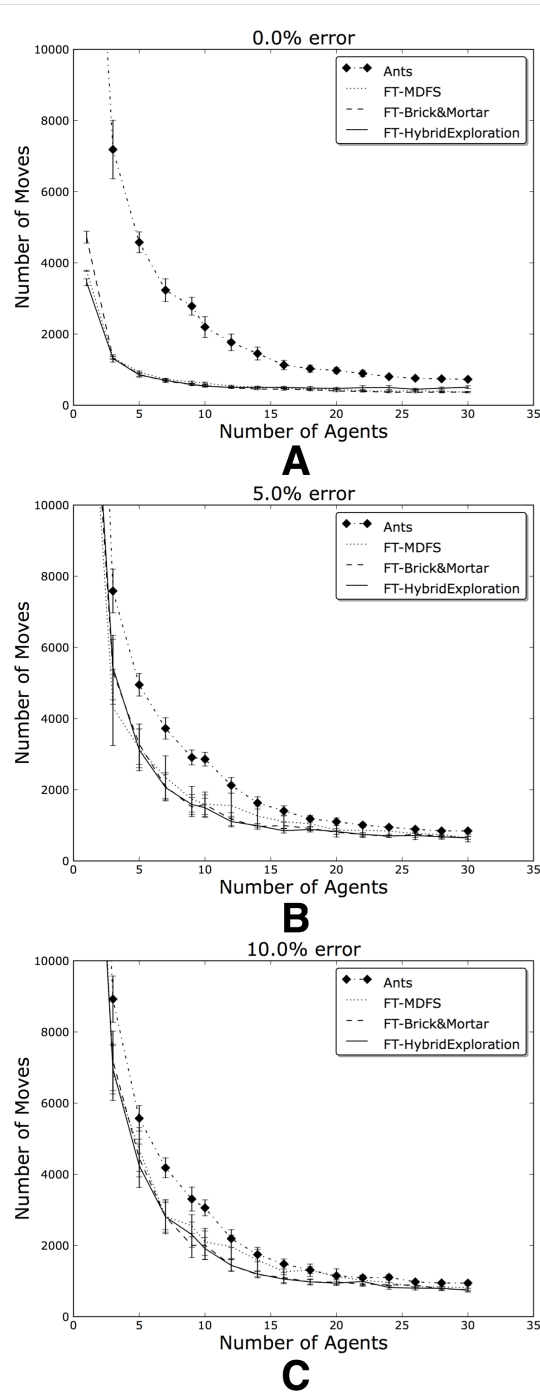 0.0% error
10000
8000
6000
4000
2000
0
Number of Moves
Ants
FT-MDFS
FT-Brick&Mortar
FT-HybridExploration
0 5 10 15 20 25 30 35
Number of Agents
A
5.0% error
10000
8000
6000
4000
2000
0
Number of Moves
Ants
FT-MDFS
FT-Brick&Mortar
FT-HybridExploration
0 5 10 15 20 25 30 35
Number of Agents
B
10.0% error
10000
8000
6000
4000
2000
0
Number of Moves
Ants
FT-MDFS
FT-Brick&Mortar
FT-HybridExploration
0 5 10 15 20 25 30 35
Number of Agents
C